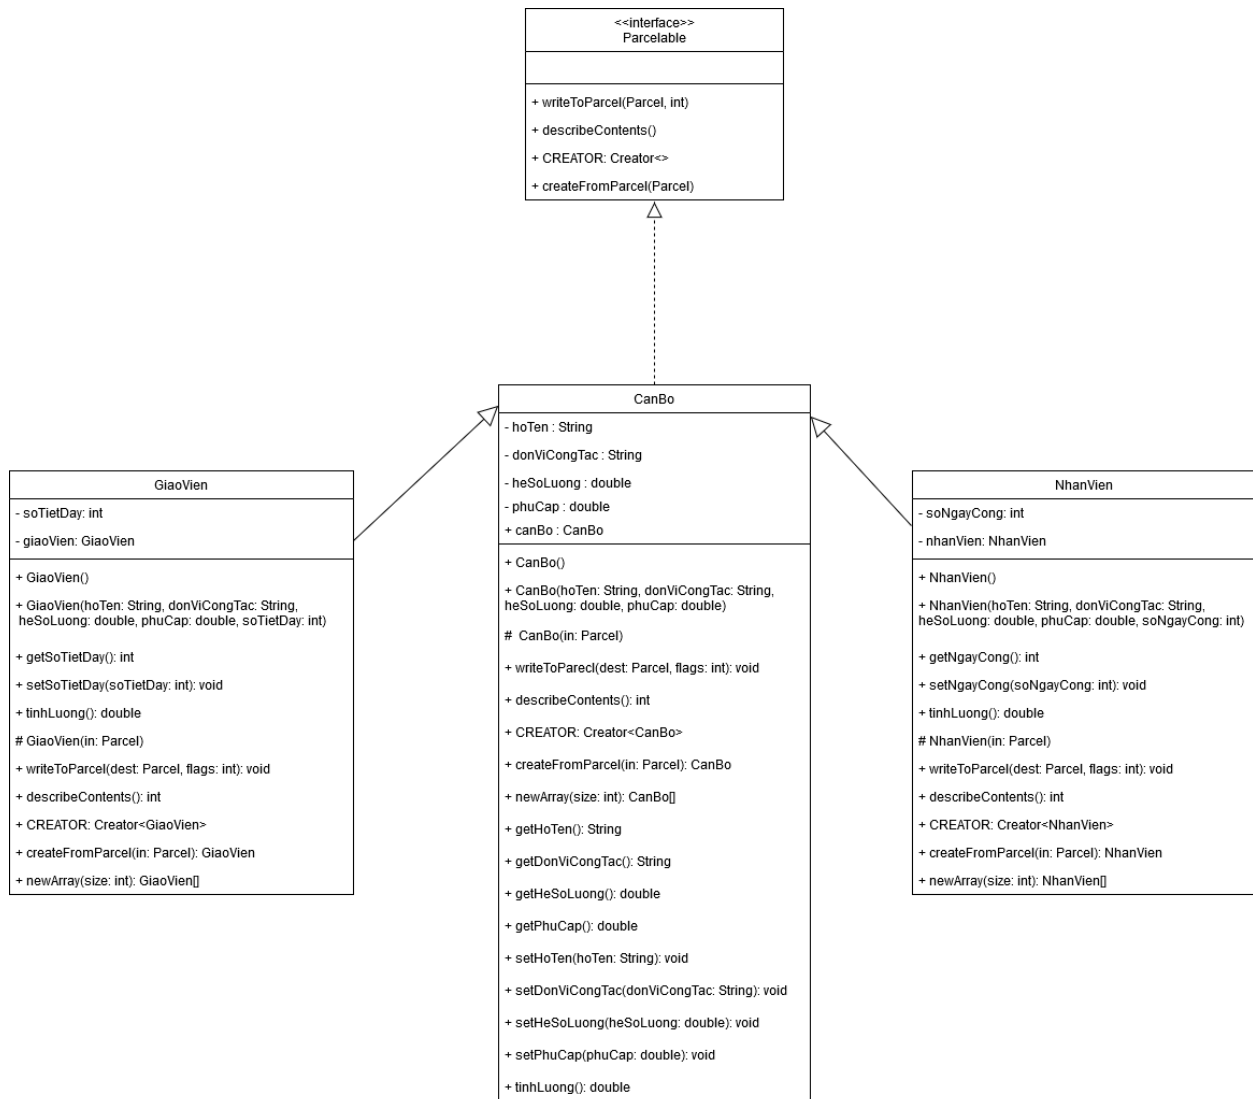 <<interface>>
Parcelable
+ writeToParcel(Parcel, int)
+ describeContents()
+ CREATOR: Creator<>
+ createFromParcel(Parcel)
CanBo
- hoTen : String
- donViCongTac : String
- heSoLuong : double
- phuCap : double
+ canBo : CanBo
+ CanBo()
+ CanBo(hoTen: String, donViCongTac: String,
heSoLuong: double, phuCap: double)
# CanBo(in: Parcel)
+ writeToParecl(dest: Parcel, flags: int): void
+ describeContents(): int
+ CREATOR: Creator<CanBo>
+ createFromParcel(in: Parcel): CanBo
+ newArray(size: int): CanBo[]
+ getHoTen(): String
+ getDonViCongTac(): String
+ getHeSoLuong(): double
+ getPhuCap(): double
+ setHoTen(hoTen: String): void
+ setDonViCongTac(donViCongTac: String): void
+ setHeSoLuong(heSoLuong: double): void
+ setPhuCap(phuCap: double): void
+ tinhLuong(): double
GiaoVien
- soTietDay: int
- giaoVien: GiaoVien
+ GiaoVien()
+ GiaoVien(hoTen: String, donViCongTac: String,
heSoLuong: double, phuCap: double, soTietDay: int)
+ getSoTietDay(): int
+ setSoTietDay(soTietDay: int): void
+ tinhLuong(): double
# GiaoVien(in: Parcel)
+ writeToParcel(dest: Parcel, flags: int): void
+ describeContents(): int
+ CREATOR: Creator<GiaoVien>
+ createFromParcel(in: Parcel): GiaoVien
+ newArray(size: int): GiaoVien[]
NhanVien
- soNgayCong: int
- nhanVien: NhanVien
+ NhanVien()
+ NhanVien(hoTen: String, donViCongTac: String,
heSoLuong: double, phuCap: double, soNgayCong: int)
+ getNgayCong(): int
+ setNgayCong(soNgayCong: int): void
+ tinhLuong(): double
# NhanVien(in: Parcel)
+ writeToParcel(dest: Parcel, flags: int): void
+ describeContents(): int
+ CREATOR: Creator<NhanVien>
+ createFromParcel(in: Parcel): NhanVien
+ newArray(size: int): NhanVien[]